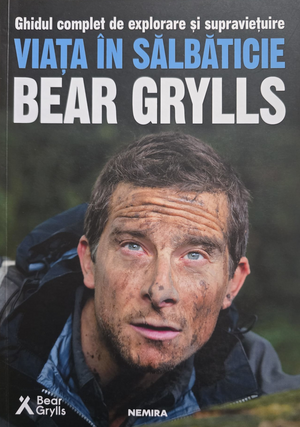 Ghidul complet de explorare și supraviețuire
VIAȚA ÎN SĂLBĂTICIE
BEAR GRYLLS
Bear
Grylls
NEMIRA